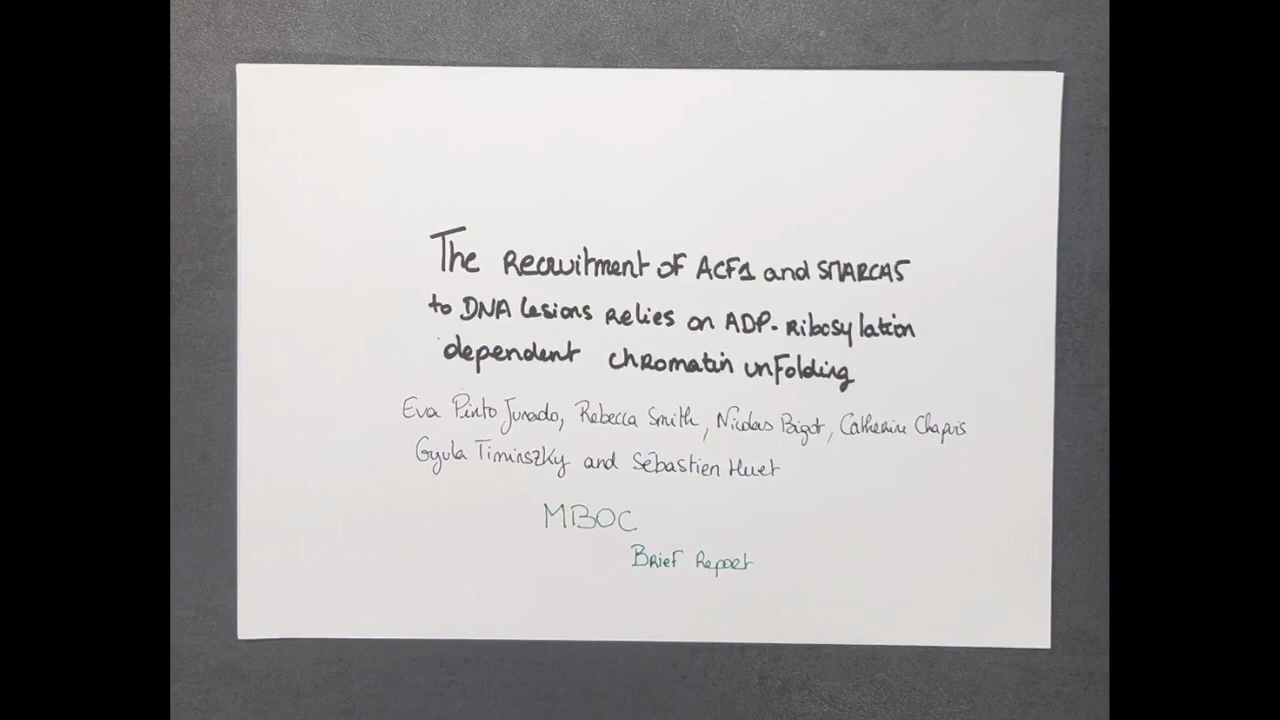 The Recruitment of ACF1 and SMARCA5
to DNA lesions relies on ADP-Ribosylation
dependent chromatin unfolding
Eva Pinto Jurado, Rebecca Smith, Nicolas Bigot, Catherine Chapuis
Gyula Timinszky and Sébastien Huet
MBOC
Brief Report